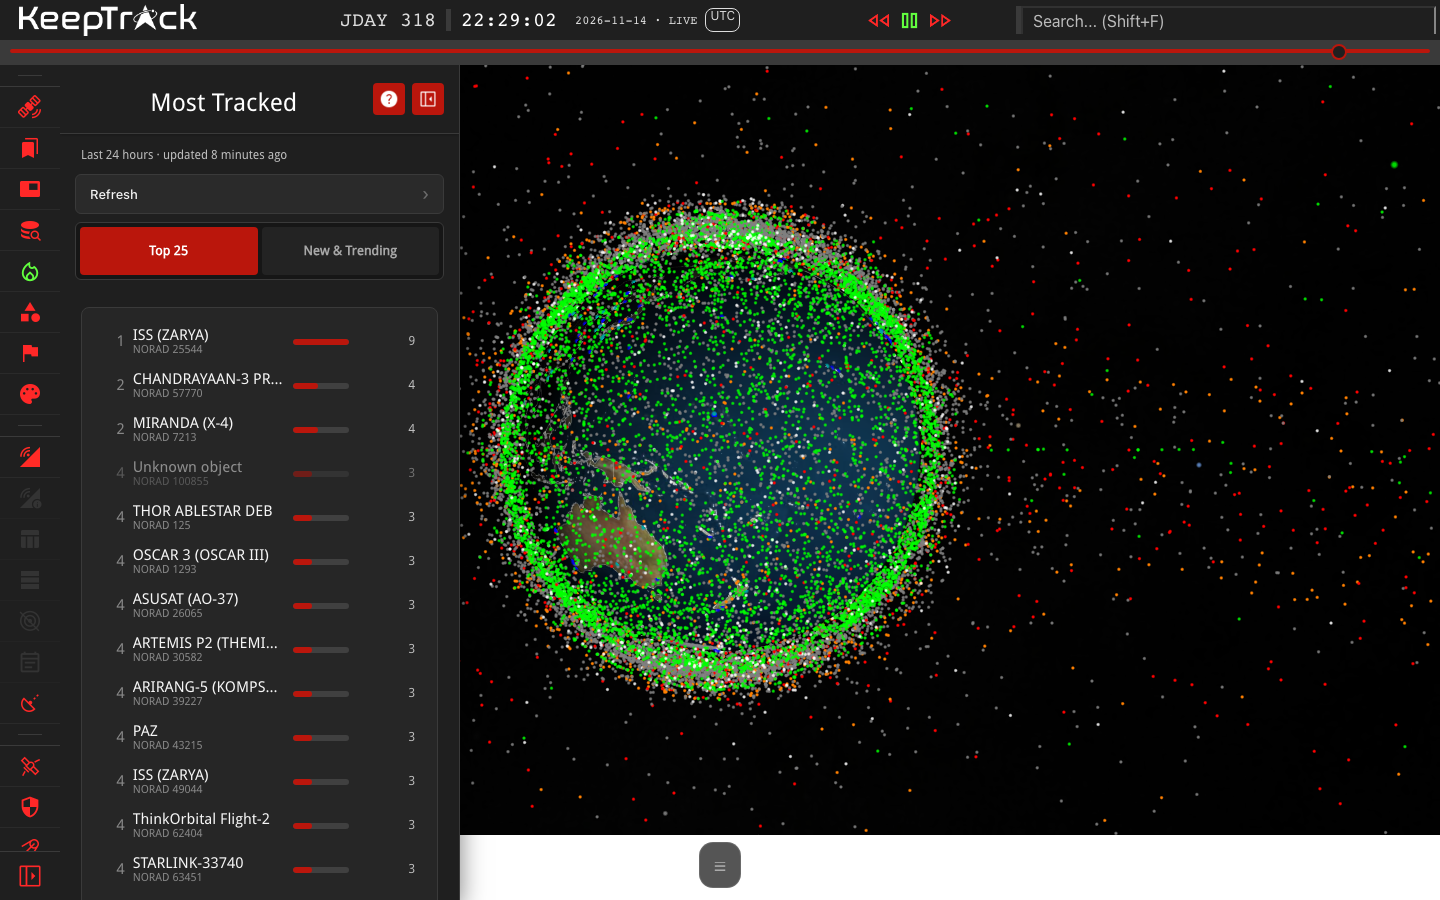 KeepTrack
JDAY 318
22:29:02
2026-11-14 · LIVE
UTC
Search... (Shift+F)
Most Tracked
Last 24 hours · updated 8 minutes ago
Refresh
Top 25
New & Trending
1 ISS (ZARYA) 9
NORAD 25544
2 CHANDRAYAAN-3 PR... 4
NORAD 57770
2 MIRANDA (X-4) 4
NORAD 7213
4 Unknown object 3
NORAD 100855
4 THOR ABLESTAR DEB 3
NORAD 125
4 OSCAR 3 (OSCAR III) 3
NORAD 1293
4 ASUSAT (AO-37) 3
NORAD 26065
4 ARTEMIS P2 (THEMI... 3
NORAD 30582
4 ARIRANG-5 (KOMPS... 3
NORAD 39227
4 PAZ 3
NORAD 43215
4 ISS (ZARYA) 3
NORAD 49044
4 ThinkOrbital Flight-2 3
NORAD 62404
4 STARLINK-33740 3
NORAD 63451